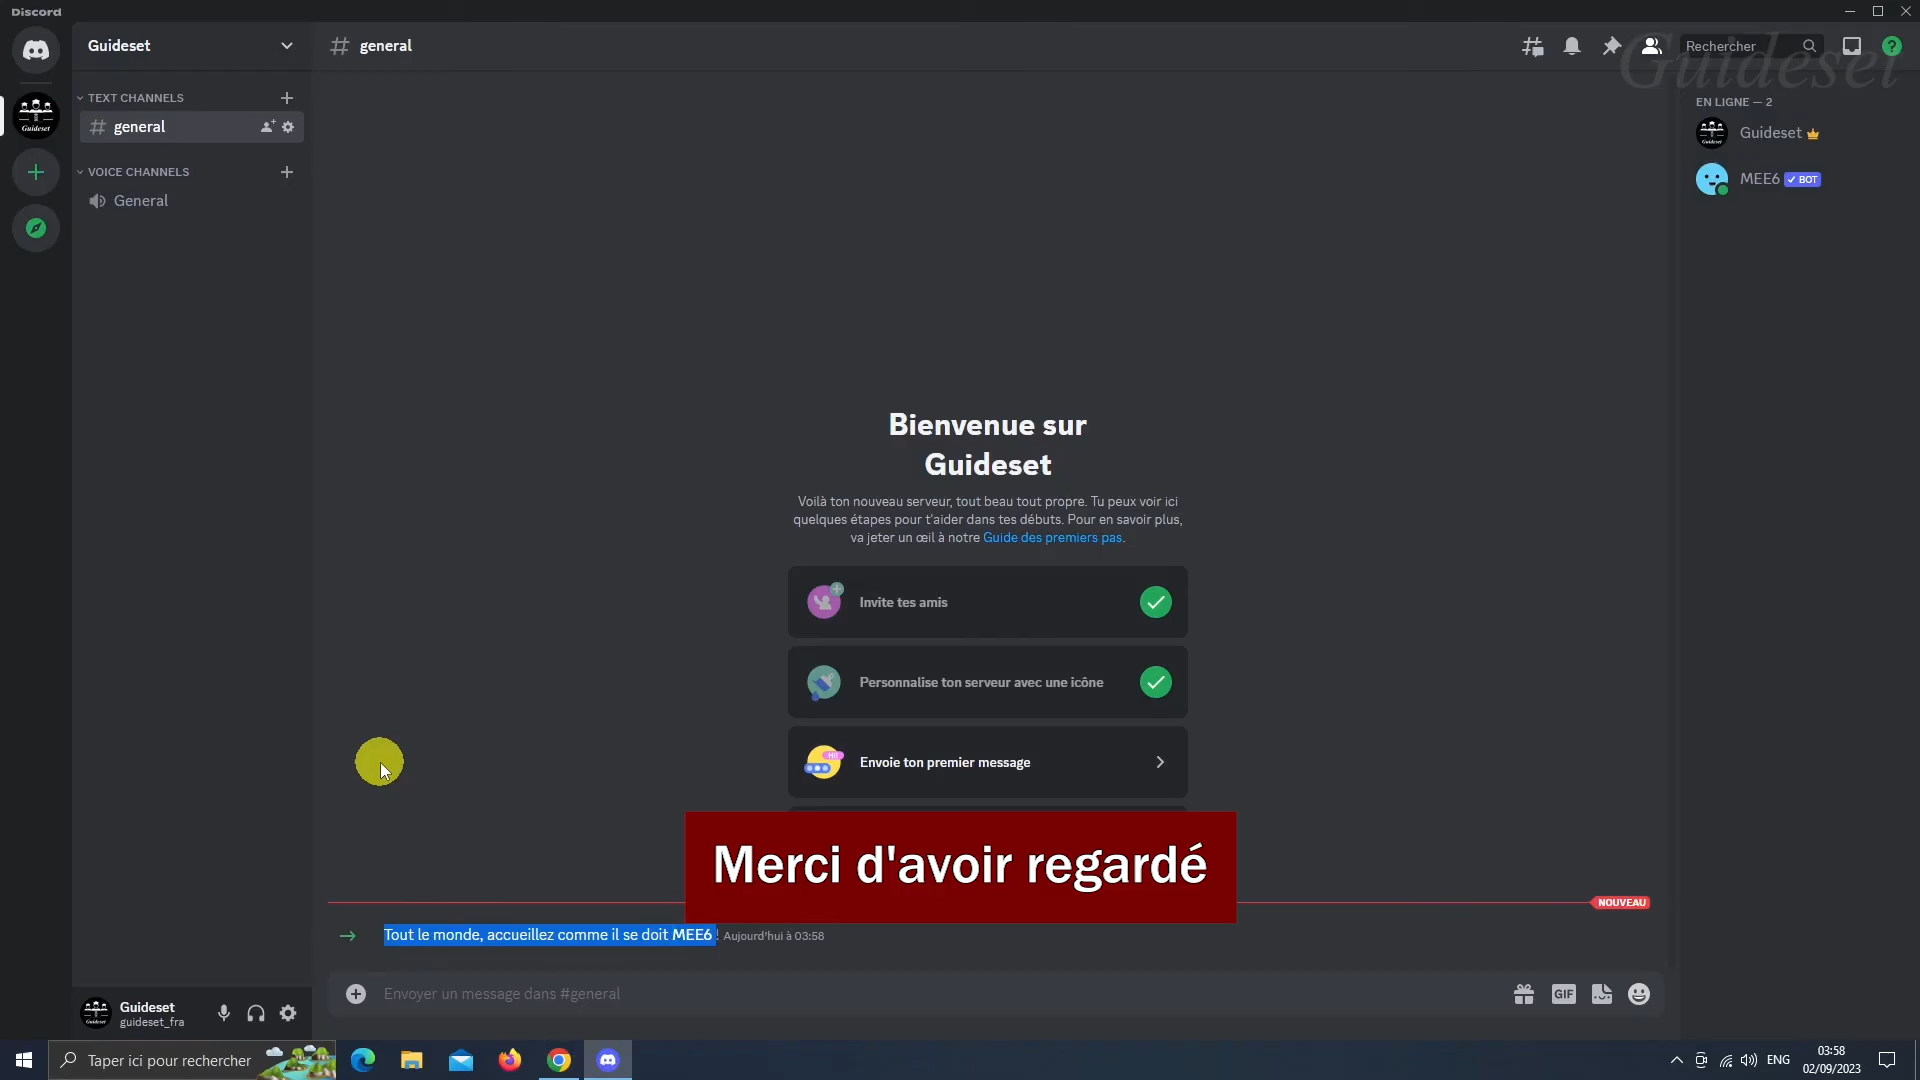 Discord
Guideset
general
Rechercher
Guideset
TEXT CHANNELS
general
VOICE CHANNELS
General
EN LIGNE — 2
Guideset
MEE6 ✓ BOT
Guideset
Guideset
Bienvenue sur
Guideset
Voilà ton nouveau serveur, tout beau tout propre. Tu peux voir ici
quelques étapes pour t'aider dans tes débuts. Pour en savoir plus,
va jeter un œil à notre Guide des premiers pas.
Invite tes amis
Personnalise ton serveur avec une icône
Hi!
Envoie ton premier message
Merci d'avoir regardé
NOUVEAU
Tout le monde, accueillez comme il se doit MEE6 ! Aujourd'hui à 03:58
Envoyer un message dans #general
GIF
Guideset
Guideset
guideset_fra
Taper ici pour rechercher
ENG
03:58
02/09/2023